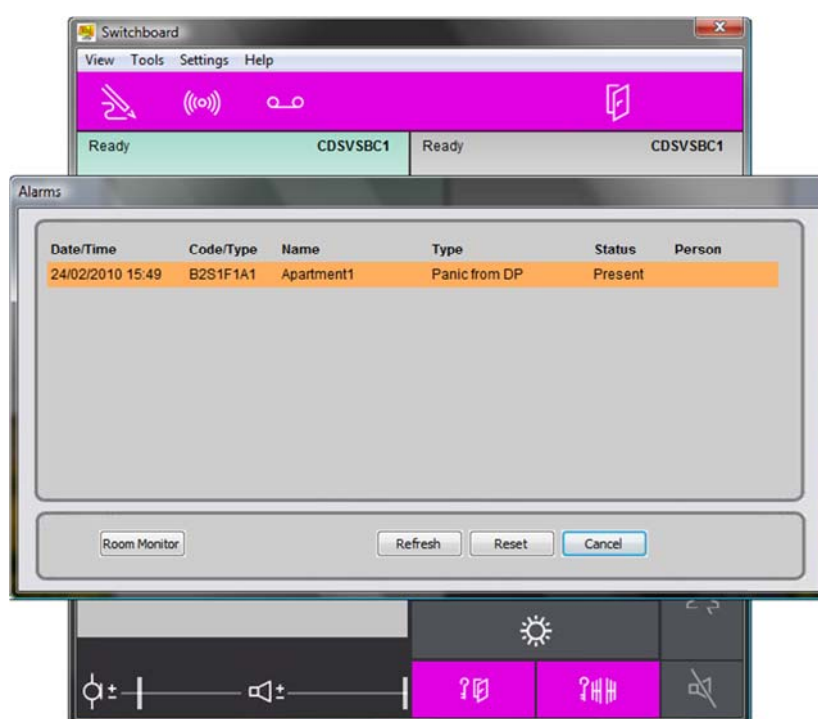 Switchboard
View Tools Settings Help
Ready CDSVSBC1 Ready CDSVSBC1
Alarms
Date/Time Code/Type Name Type Status Person
24/02/2010 15:49 B2S1F1A1 Apartment1 Panic from DP Present
Room Monitor Refresh Reset Cancel